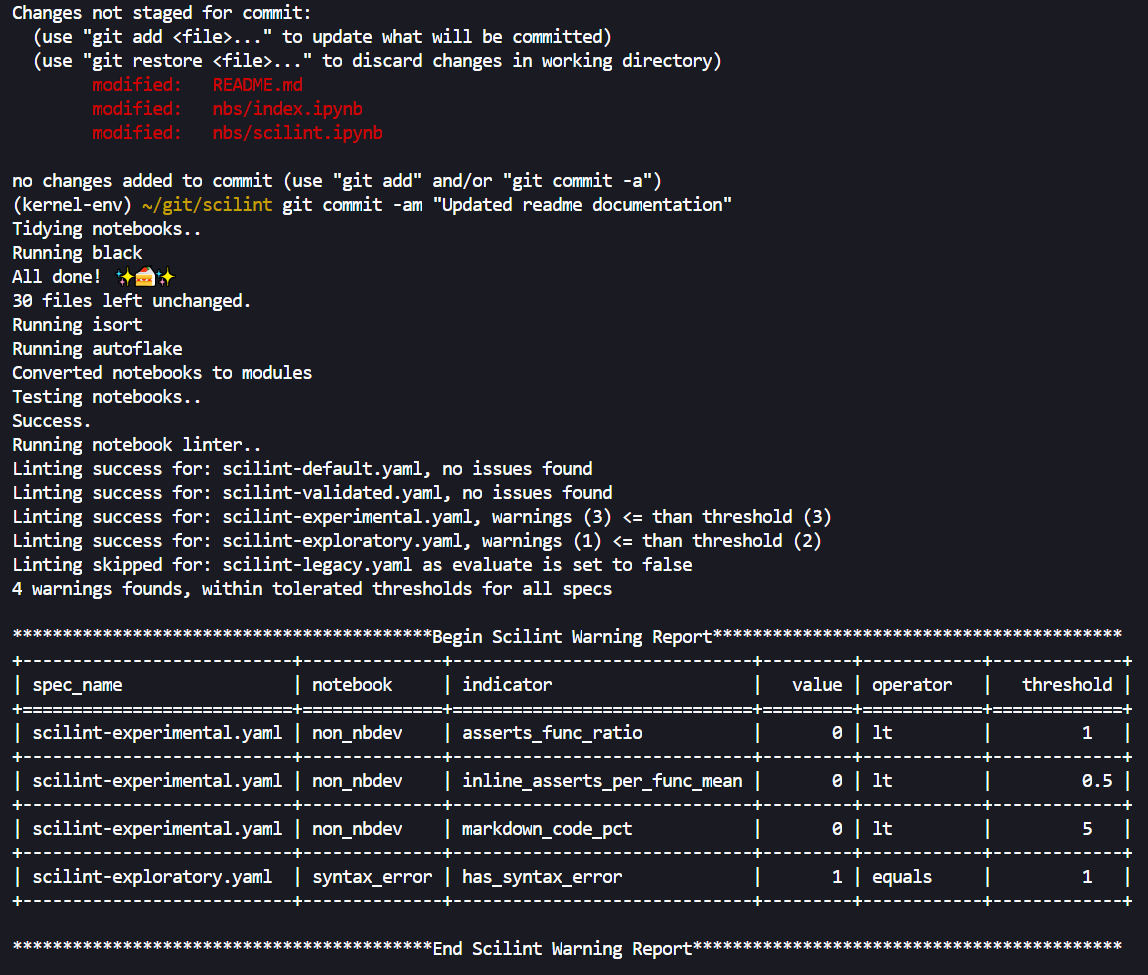 Changes not staged for commit:
  (use "git add <file>..." to update what will be committed)
  (use "git restore <file>..." to discard changes in working directory)
        modified:   README.md
        modified:   nbs/index.ipynb
        modified:   nbs/scilint.ipynb

no changes added to commit (use "git add" and/or "git commit -a")
(kernel-env) ~/git/scilint git commit -am "Updated readme documentation"
Tidying notebooks..
Running black
All done! ✨🍰✨
30 files left unchanged.
Running isort
Running autoflake
Converted notebooks to modules
Testing notebooks..
Success.
Running notebook linter..
Linting success for: scilint-default.yaml, no issues found
Linting success for: scilint-validated.yaml, no issues found
Linting success for: scilint-experimental.yaml, warnings (3) <= than threshold (3)
Linting success for: scilint-exploratory.yaml, warnings (1) <= than threshold (2)
Linting skipped for: scilint-legacy.yaml as evaluate is set to false
4 warnings founds, within tolerated thresholds for all specs

******************************************Begin Scilint Warning Report*****************************************
+---------------------------+--------------+------------------------------+---------+------------+-------------+
| spec_name                 | notebook     | indicator                    |   value | operator   |   threshold |
+===========================+==============+==============================+=========+============+=============+
| scilint-experimental.yaml | non_nbdev    | asserts_func_ratio           |       0 | lt         |         1   |
+---------------------------+--------------+------------------------------+---------+------------+-------------+
| scilint-experimental.yaml | non_nbdev    | inline_asserts_per_func_mean |       0 | lt         |         0.5 |
+---------------------------+--------------+------------------------------+---------+------------+-------------+
| scilint-experimental.yaml | non_nbdev    | markdown_code_pct            |       0 | lt         |         5   |
+---------------------------+--------------+------------------------------+---------+------------+-------------+
| scilint-exploratory.yaml  | syntax_error | has_syntax_error             |       1 | equals     |         1   |
+---------------------------+--------------+------------------------------+---------+------------+-------------+

******************************************End Scilint Warning Report*******************************************